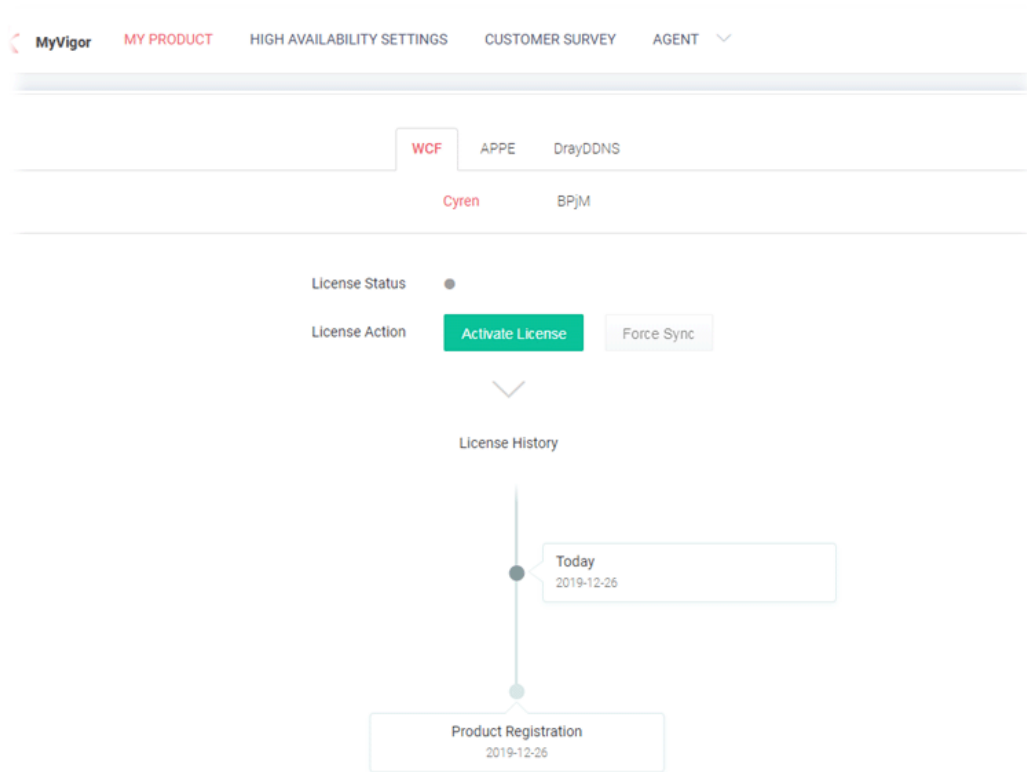 MyVigor MY PRODUCT HIGH AVAILABILITY SETTINGS CUSTOMER SURVEY AGENT
WCF APPE DrayDDNS
Cyren BPjM
License Status
License Action Activate License Force Sync
License History
Today
2019-12-26
Product Registration
2019-12-26